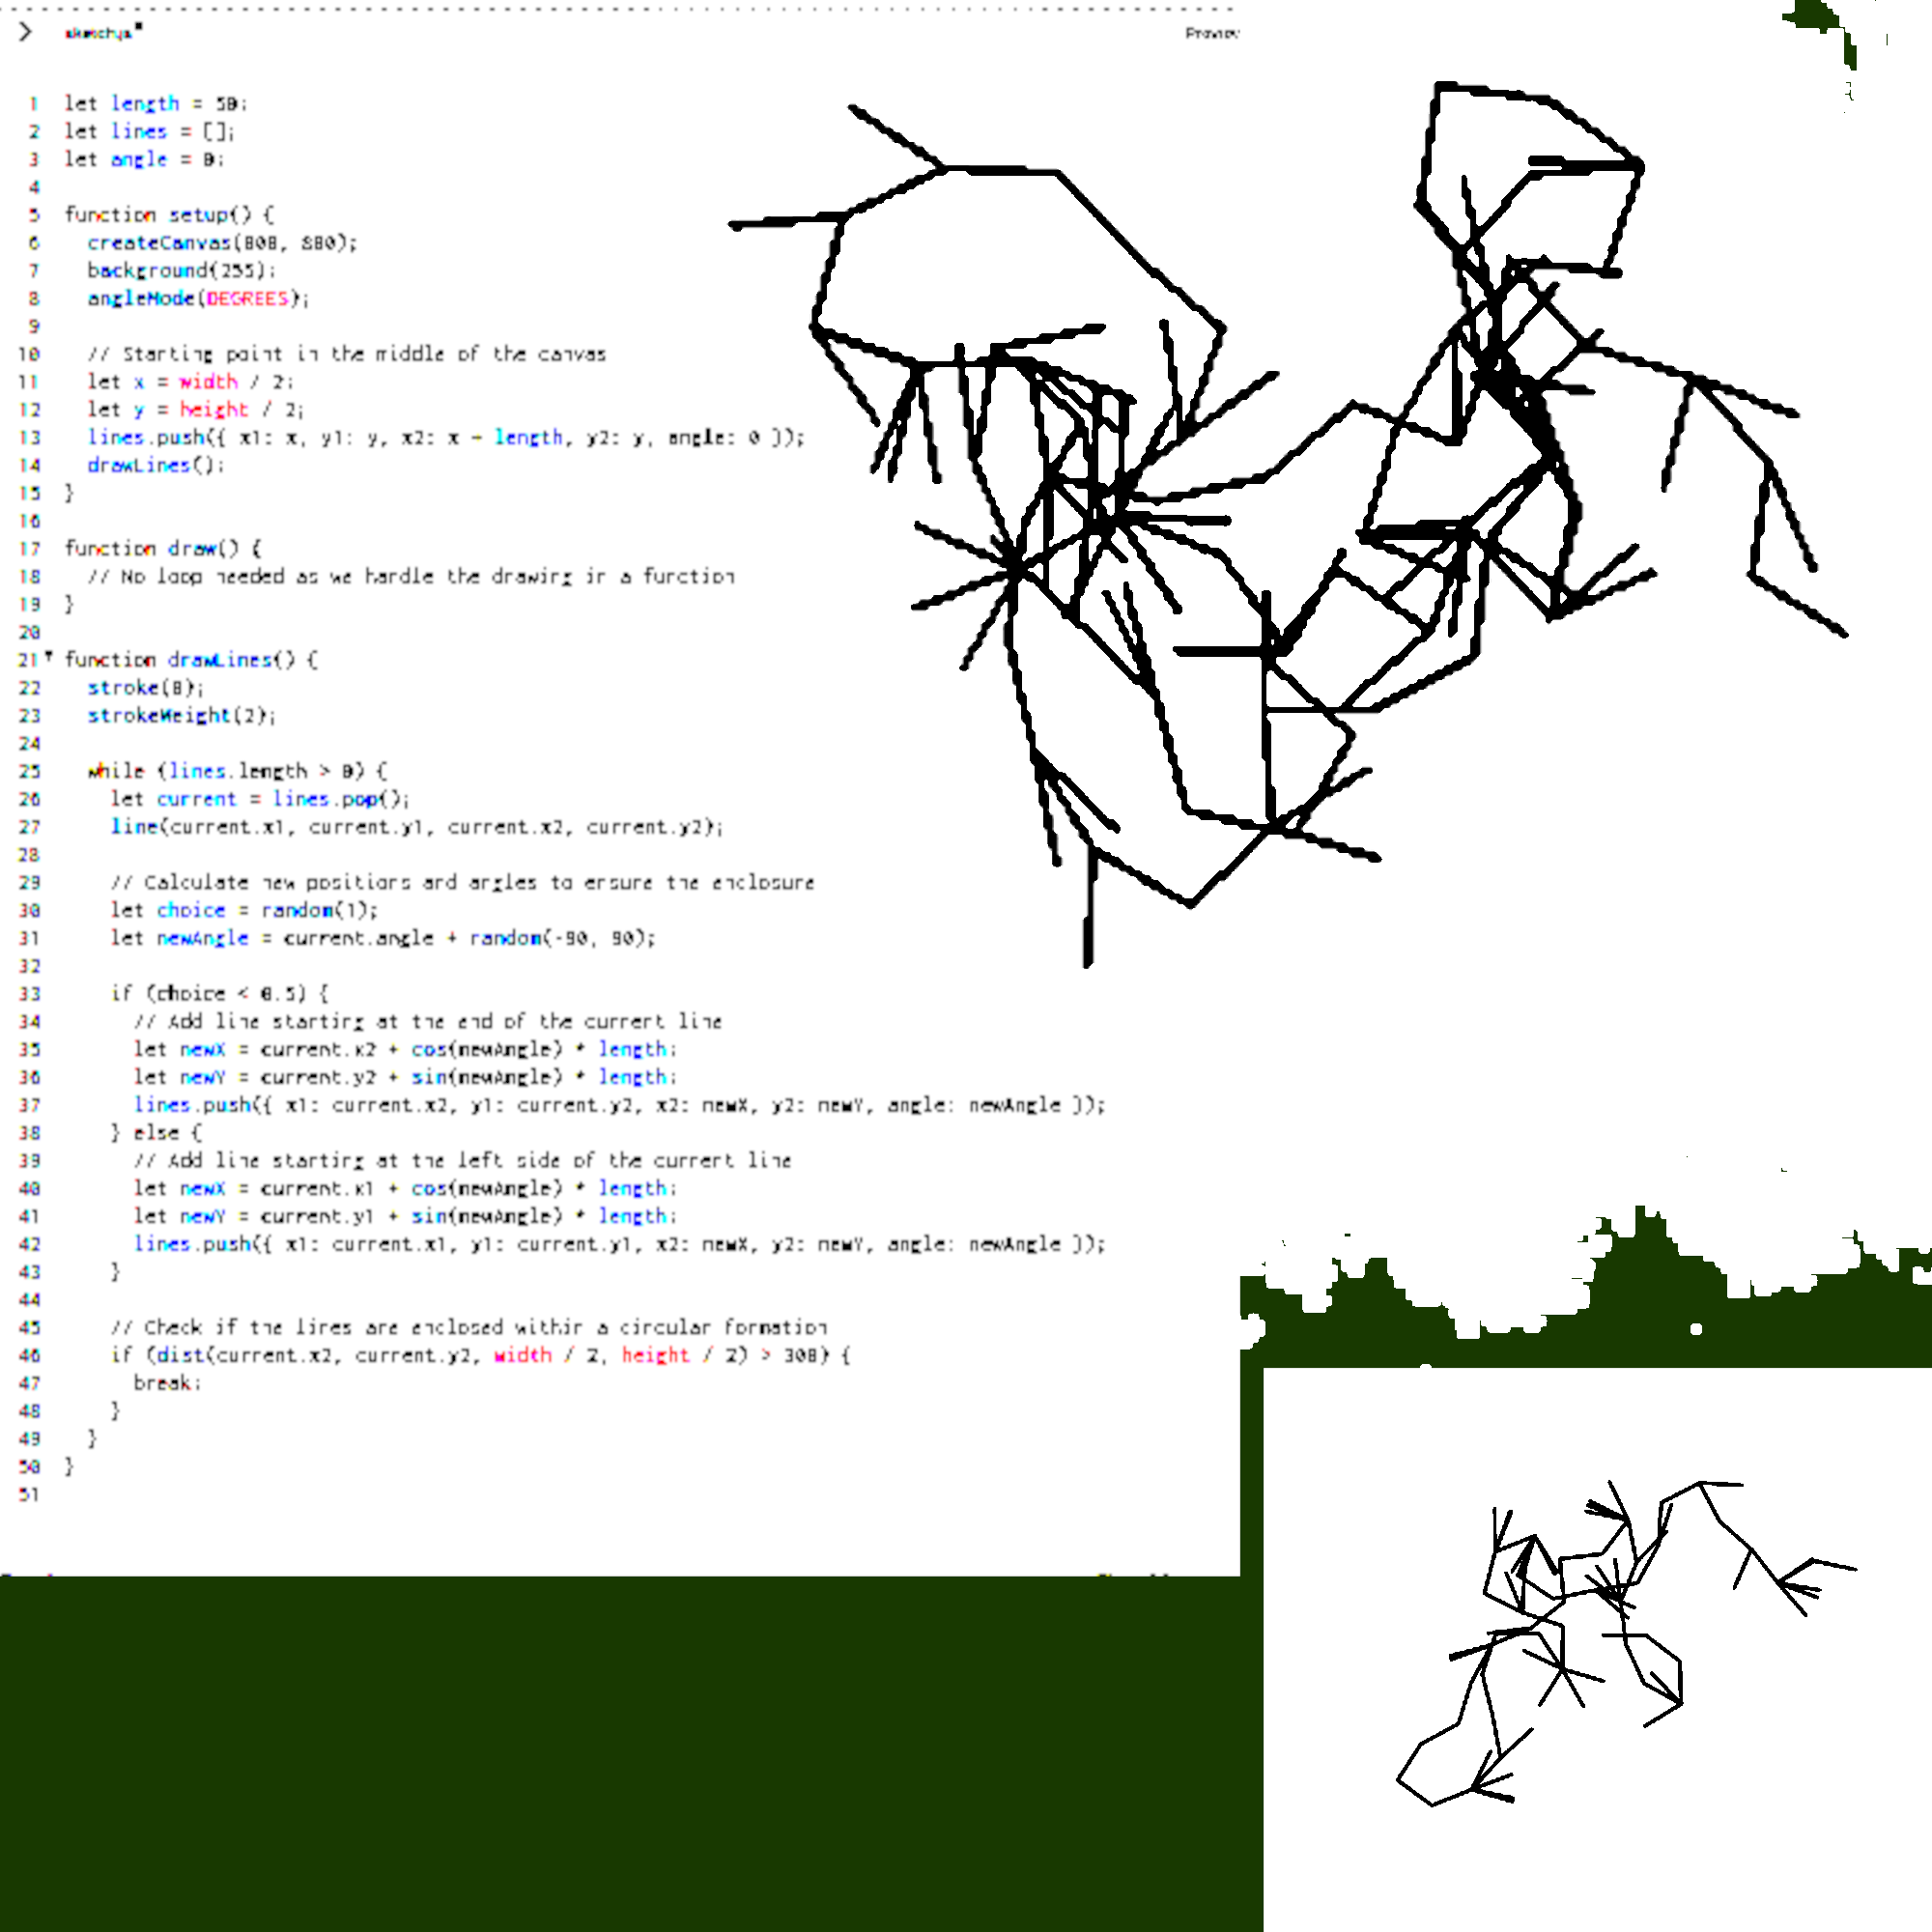 > sketch.js•
Preview
1 let length = 50;
2 let lines = [];
3 let angle = 0;
4
5 function setup() {
6 createCanvas(800, 800);
7 background(255);
8 angleMode(DEGREES);
9
10 // Starting point in the middle of the canvas
11 let x = width / 2;
12 let y = height / 2;
13 lines.push({ x1: x, y1: y, x2: x + length, y2: y, angle: 0 });
14 drawLines();
15 }
16
17 function draw() {
18 // No loop needed as we handle the drawing in a function
19 }
20
21 function drawLines() {
22 stroke(0);
23 strokeWeight(2);
24
25 while (lines.length > 0) {
26 let current = lines.pop();
27 line(current.x1, current.y1, current.x2, current.y2);
28
29 // Calculate new positions and angles to ensure the enclosure
30 let choice = random(1);
31 let newAngle = current.angle + random(-90, 90);
32
33 if (choice < 0.5) {
34 // Add line starting at the end of the current line
35 let newX = current.x2 + cos(newAngle) * length;
36 let newY = current.y2 + sin(newAngle) * length;
37 lines.push({ x1: current.x2, y1: current.y2, x2: newX, y2: newY, angle: newAngle });
38 } else {
39 // Add line starting at the left side of the current line
40 let newX = current.x1 + cos(newAngle) * length;
41 let newY = current.y1 + sin(newAngle) * length;
42 lines.push({ x1: current.x1, y1: current.y1, x2: newX, y2: newY, angle: newAngle });
43 }
44
45 // Check if the lines are enclosed within a circular formation
46 if (dist(current.x2, current.y2, width / 2, height / 2) > 300) {
47 break;
48 }
49 }
50 }
51